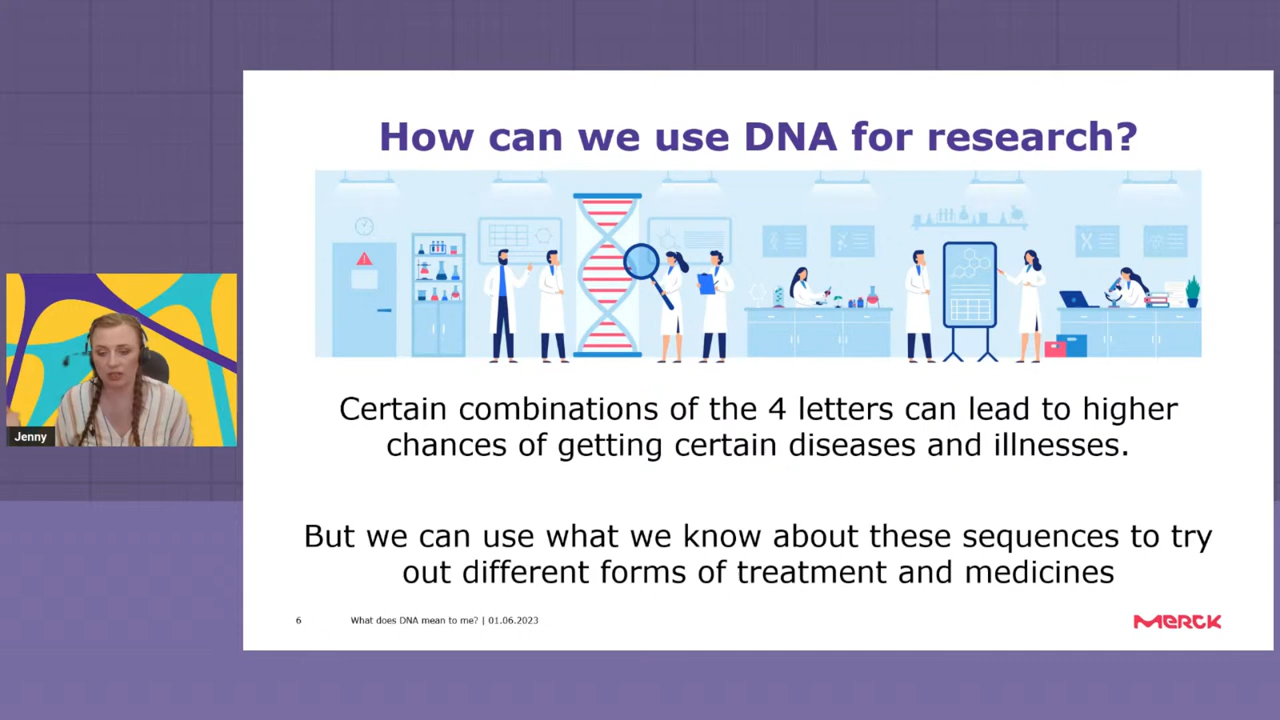 How can we use DNA for research?
Certain combinations of the 4 letters can lead to higher
chances of getting certain diseases and illnesses.
But we can use what we know about these sequences to try
out different forms of treatment and medicines
Jenny
6
What does DNA mean to me? | 01.06.2023
MERCK